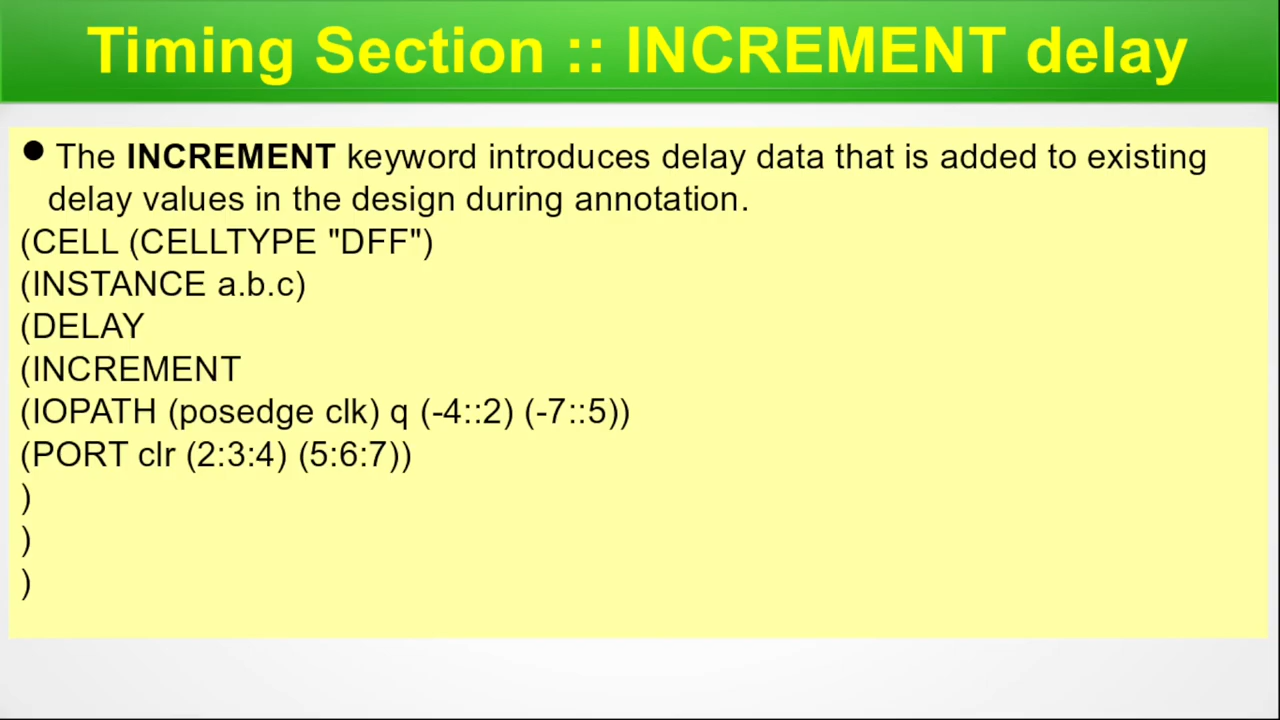 Timing Section :: INCREMENT delay
● The INCREMENT keyword introduces delay data that is added to existing
delay values in the design during annotation.
(CELL (CELLTYPE "DFF")
(INSTANCE a.b.c)
(DELAY
(INCREMENT
(IOPATH (posedge clk) q (-4::2) (-7::5))
(PORT clr (2:3:4) (5:6:7))
)
)
)